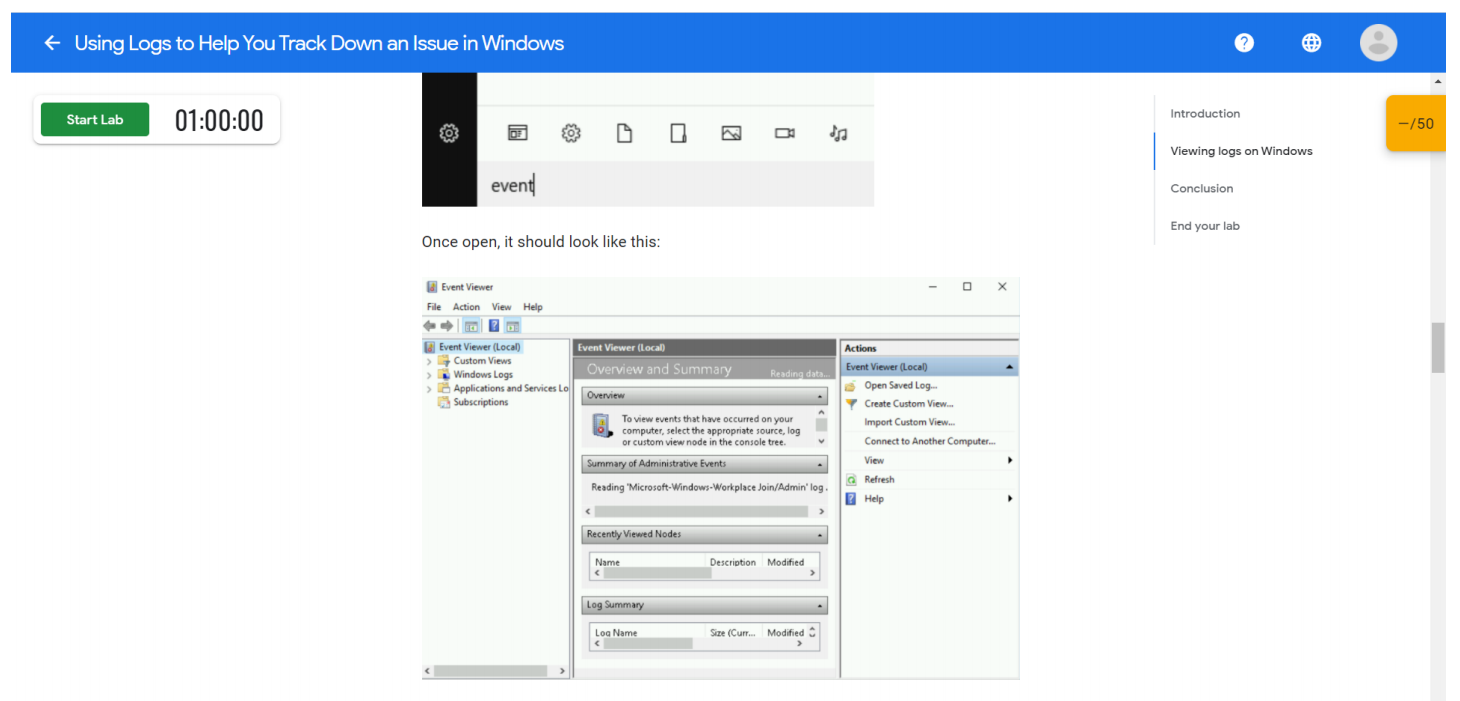 Using Logs to Help You Track Down an Issue in Windows
Start Lab
01:00:00
event
Once open, it should look like this:
Event Viewer
File Action View Help
Event Viewer (Local)
Custom Views
Windows Logs
Applications and Services Lo
Subscriptions
Event Viewer (Local)
Overview and Summary
Reading data...
Overview
To view events that have occurred on your
computer, select the appropriate source, log
or custom view node in the console tree.
Summary of Administrative Events
Reading 'Microsoft-Windows-Workplace Join/Admin' log .
Recently Viewed Nodes
Name Description Modified
Log Summary
Log Name Size (Curr... Modified
Actions
Event Viewer (Local)
Open Saved Log...
Create Custom View...
Import Custom View...
Connect to Another Computer...
View
Refresh
Help
Introduction
Viewing logs on Windows
Conclusion
End your lab
–/50